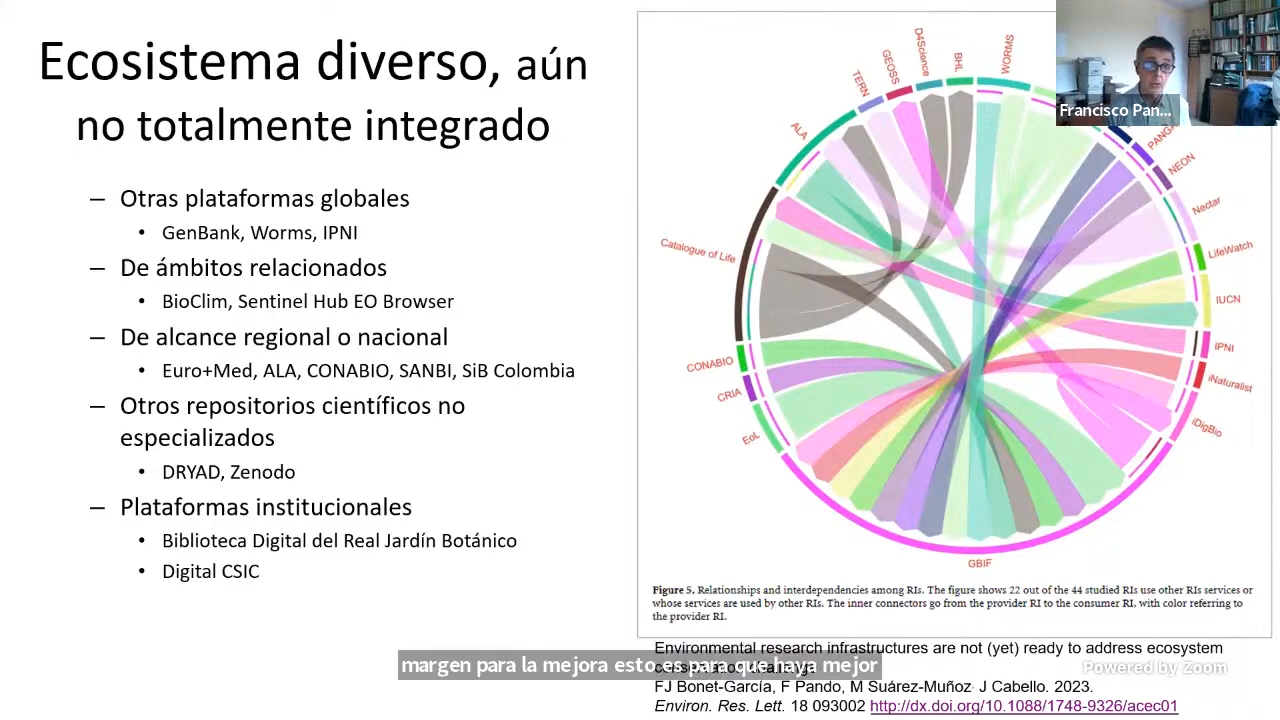 Ecosistema diverso, aún
no totalmente integrado
– Otras plataformas globales
• GenBank, Worms, IPNI
– De ámbitos relacionados
• BioClim, Sentinel Hub EO Browser
– De alcance regional o nacional
• Euro+Med, ALA, CONABIO, SANBI, SiB Colombia
– Otros repositorios científicos no
especializados
• DRYAD, Zenodo
– Plataformas institucionales
• Biblioteca Digital del Real Jardín Botánico
• Digital CSIC
Catalogue of Life
ALA
TERN
GEOSS
D4Science
BHL
WORMS
NEON
Nectar
LifeWatch
IUCN
IPNI
iNaturalist
iDigBio
GBIF
EoL
CRIA
CONABIO
Francisco Pan...
Figure 5. Relationships and interdependencies among RIs. The figure shows 22 out of the 44 studied RIs use other RIs services or
whose services are used by other RIs. The inner connectors go from the provider RI to the consumer RI, with color referring to
the provider RI.
Environmental research infrastructures are not (yet) ready to address ecosystem
margen para la mejora esto es para que haya mejor
Powered by Zoom
FJ Bonet-García, F Pando, M Suárez-Muñoz, J Cabello. 2023.
Environ. Res. Lett. 18 093002 http://dx.doi.org/10.1088/1748-9326/acec01